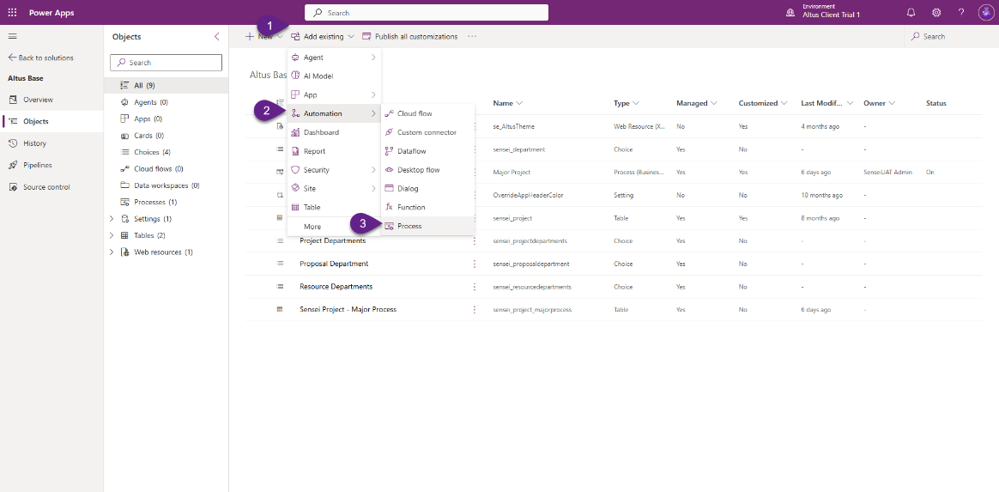 Power Apps
Search
Environment
Altus Client Trial 1
1
New
Add existing
Publish all customizations
Search
Back to solutions
Altus Base
Overview
Objects
History
Pipelines
Source control
Objects
Search
All (9)
Agents (0)
Apps (0)
Cards (0)
Choices (4)
Cloud flows (0)
Data workspaces (0)
Processes (1)
Settings (1)
Tables (2)
Web resources (1)
Altus Bas
Agent
AI Model
App
2
Automation
Dashboard
Report
Security
Site
Table
More
Cloud flow
Custom connector
Dataflow
Desktop flow
Dialog
Function
3
Process
Name Type Managed Customized Last Modif... Owner Status
se_AltusTheme Web Resource (X... No Yes 4 months ago -
sensei_department Choice Yes No - -
Major Project Process (Busines... Yes Yes 6 days ago SenseiUAT Admin On
OverrideAppHeaderColor Setting No No 10 months ago -
sensei_project Table Yes Yes 8 months ago -
Project Departments sensei_projectdepartments Choice Yes No - -
Proposal Department sensei_proposaldepartment Choice Yes No - -
Resource Departments sensei_resourcedepartments Choice Yes No - -
Sensei Project - Major Process sensei_project_majorprocess Table Yes No 6 days ago -